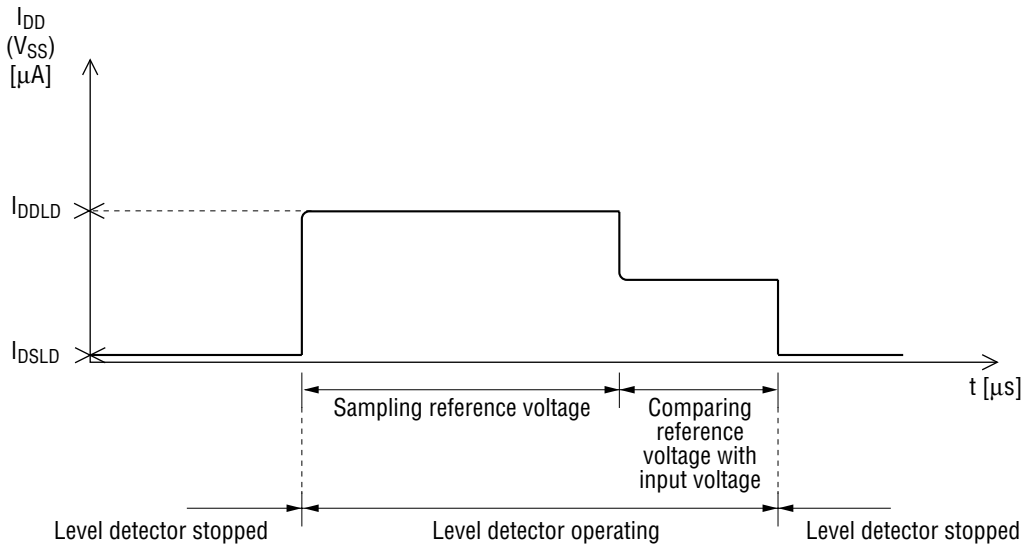 IDD
(VSS)
[μA]
IDDLD
IDSLD
t [μs]
Sampling reference voltage
Comparing
reference
voltage with
input voltage
Level detector stopped
Level detector operating
Level detector stopped